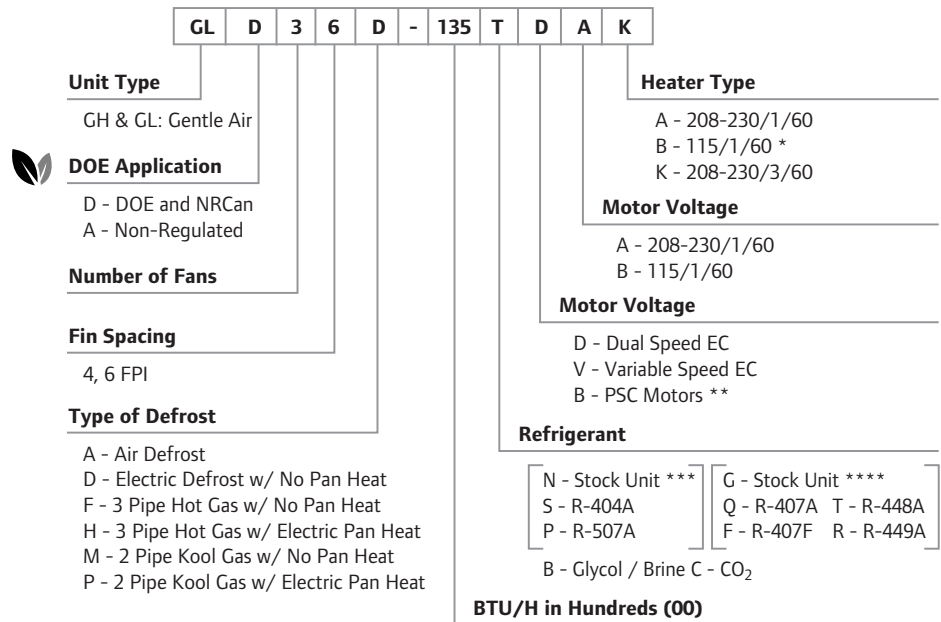 GL D 3 6 D - 135 T D A K
Unit Type
GH & GL: Gentle Air
DOE Application
D - DOE and NRCan
A - Non-Regulated
Number of Fans
Fin Spacing
4, 6 FPI
Type of Defrost
A - Air Defrost
D - Electric Defrost w/ No Pan Heat
F - 3 Pipe Hot Gas w/ No Pan Heat
H - 3 Pipe Hot Gas w/ Electric Pan Heat
M - 2 Pipe Kool Gas w/ No Pan Heat
P - 2 Pipe Kool Gas w/ Electric Pan Heat
Heater Type
A - 208-230/1/60
B - 115/1/60 *
K - 208-230/3/60
Motor Voltage
A - 208-230/1/60
B - 115/1/60
Motor Voltage
D - Dual Speed EC
V - Variable Speed EC
B - PSC Motors **
Refrigerant
N - Stock Unit ***
S - R-404A
P - R-507A
G - Stock Unit ****
Q - R-407A T - R-448A
F - R-407F R - R-449A
B - Glycol / Brine C - CO₂
BTU/H in Hundreds (00)